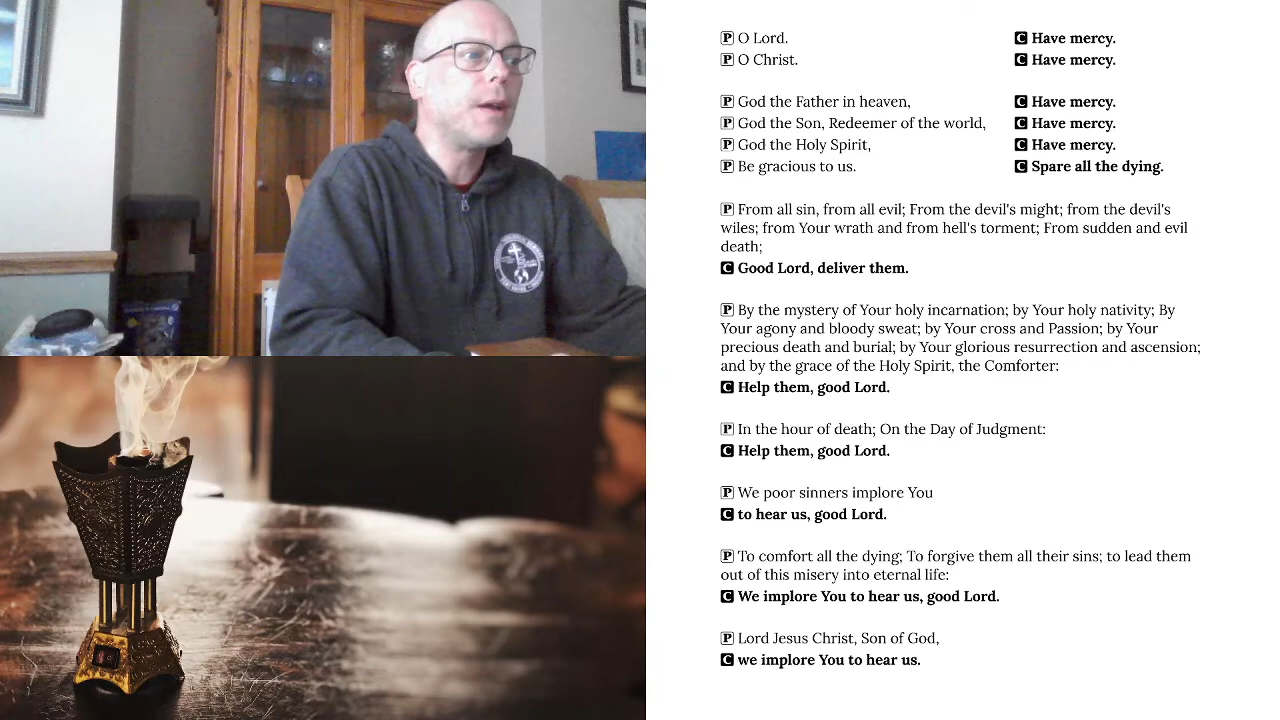 P O Lord. C Have mercy.
P O Christ. C Have mercy.
P God the Father in heaven, C Have mercy.
P God the Son, Redeemer of the world, C Have mercy.
P God the Holy Spirit, C Have mercy.
P Be gracious to us. C Spare all the dying.
P From all sin, from all evil; From the devil's might; from the devil's
wiles; from Your wrath and from hell's torment; From sudden and evil
death;
C Good Lord, deliver them.
P By the mystery of Your holy incarnation; by Your holy nativity; By
Your agony and bloody sweat; by Your cross and Passion; by Your
precious death and burial; by Your glorious resurrection and ascension;
and by the grace of the Holy Spirit, the Comforter:
C Help them, good Lord.
P In the hour of death; On the Day of Judgment:
C Help them, good Lord.
P We poor sinners implore You
C to hear us, good Lord.
P To comfort all the dying; To forgive them all their sins; to lead them
out of this misery into eternal life:
C We implore You to hear us, good Lord.
P Lord Jesus Christ, Son of God,
C we implore You to hear us.